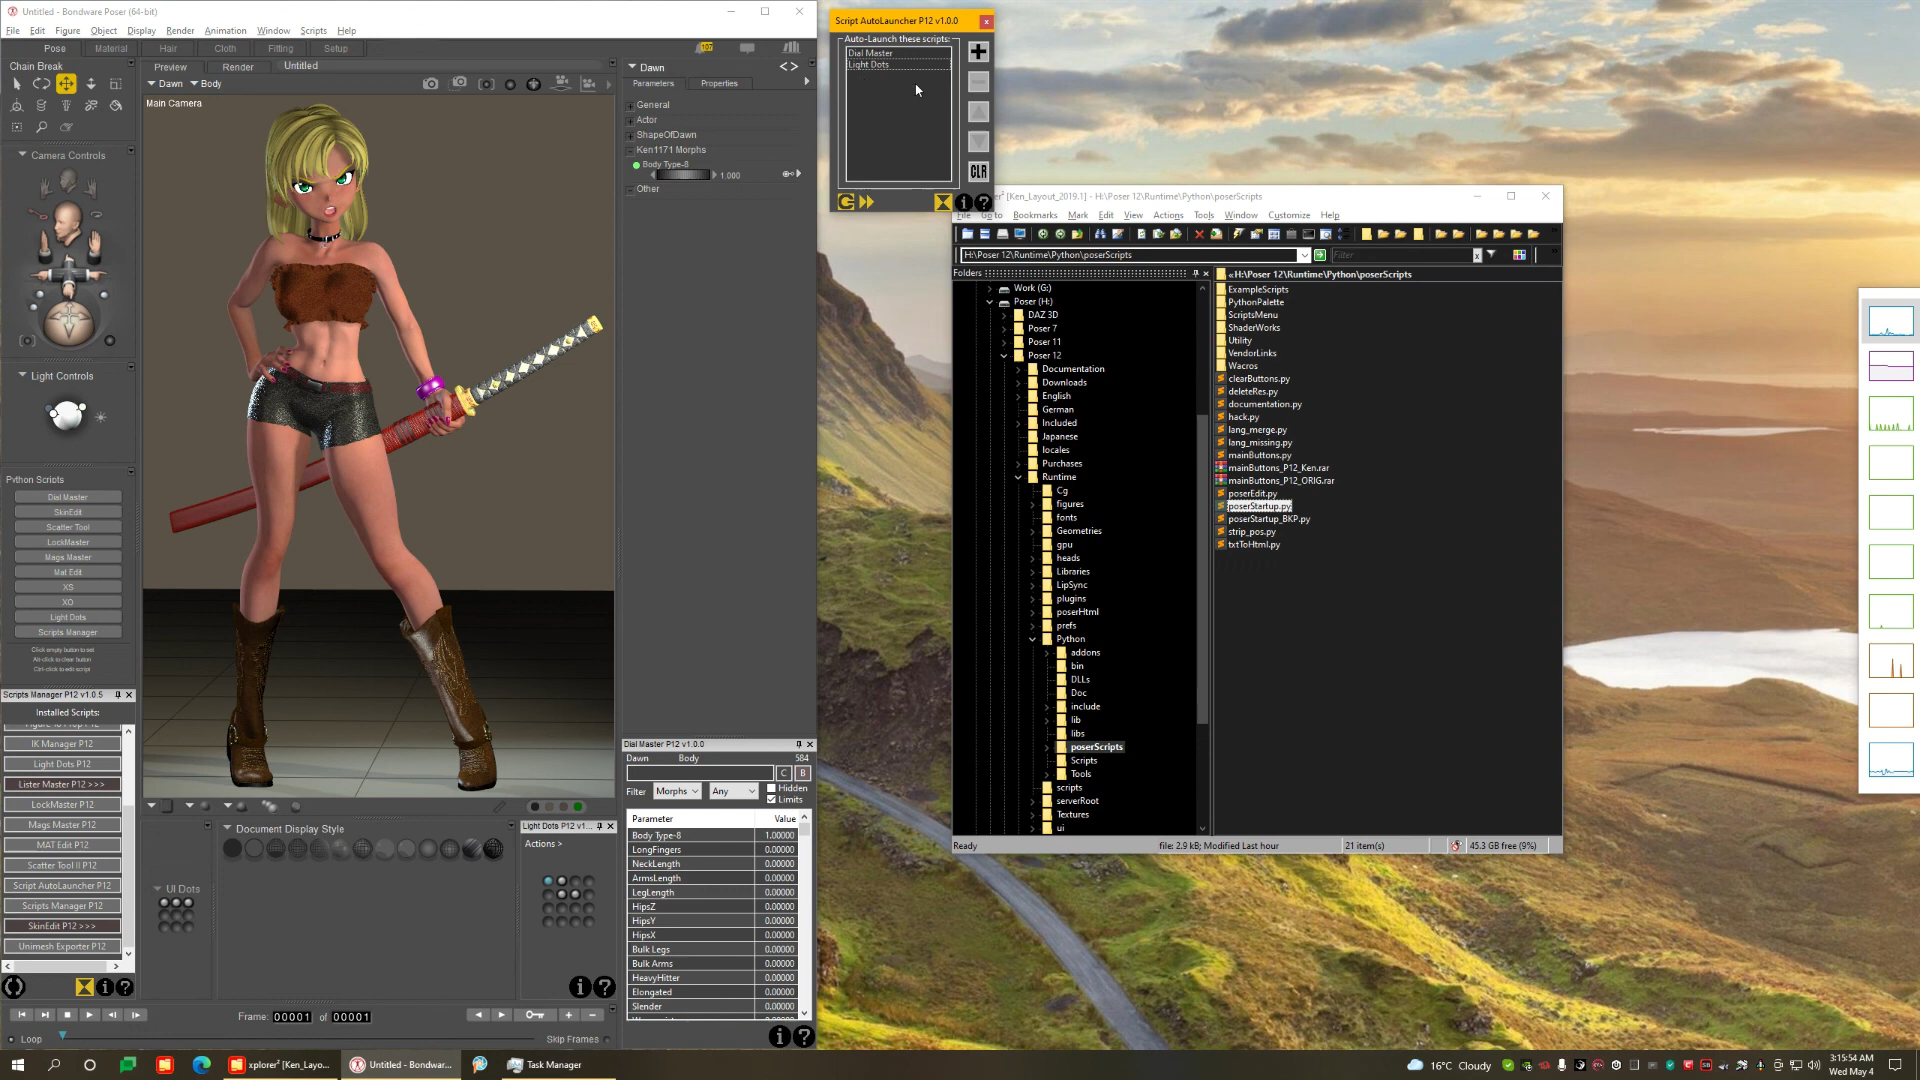 Untitled - Bondware Poser (64-bit)
File Edit Figure Object Display Render Animation Window Scripts Help
Pose Material Hair Cloth Fitting Setup
Chain Break
Preview Render Untitled
Dawn Body
Main Camera
Camera Controls
Light Controls
Python Scripts
Dial Master
SkinEdit
Scatter Tool
LockMaster
Mags Master
Mat Edit
XS
XO
Light Dots
Scripts Manager
Click empty button to set
Alt-click to clear button
Ctrl-click to edit script
Scripts Manager P12 v1.0.5
Installed Scripts:
IK Manager P12
Light Dots P12
Lister Master P12 >>>
LockMaster P12
Mags Master P12
MAT Edit P12
Scatter Tool II P12
Script AutoLauncher P12
Scripts Manager P12
SkinEdit P12 >>>
Unimesh Exporter P12
Dawn
Parameters Properties
General
Actor
ShapeOfDawn
Ken1171 Morphs
Body Type-8
1.000
Other
Document Display Style
UI Dots
Light Dots P12 v1...
Actions >
Dial Master P12 v1.0.0
Dawn Body 584
C B
Filter Morphs Any Hidden
Limits
Parameter Value
Body Type-8 1.00000
LongFingers 0.00000
NeckLength 0.00000
ArmsLength 0.00000
LegLength 0.00000
HipsZ 0.00000
HipsY 0.00000
HipsX 0.00000
Bulk Legs 0.00000
Bulk Arms 0.00000
HeavyHitter 0.00000
Elongated 0.00000
Slender 0.00000
Frame: 00001 of 00001
Loop
Skip Frames
Script AutoLauncher P12 v1.0.0
Auto-Launch these scripts:
Dial Master
Light Dots
CLR
[Ken_Layout_2019.1] - H:\Poser 12\Runtime\Python\poserScripts
File Go to Bookmarks Mark Edit View Actions Tools Window Customize Help
H:\Poser 12\Runtime\Python\poserScripts
Filter
Folders
Work (G:)
Poser (H:)
DAZ 3D
Poser 7
Poser 11
Poser 12
Documentation
Downloads
English
German
Included
Japanese
locales
Purchases
Runtime
Cg
figures
fonts
Geometries
gpu
heads
Libraries
LipSync
plugins
poserHtml
prefs
Python
addons
bin
DLLs
Doc
include
lib
libs
poserScripts
Scripts
Tools
scripts
serverRoot
Textures
ui
«H:\Poser 12\Runtime\Python\poserScripts
ExampleScripts
PythonPalette
ScriptsMenu
ShaderWorks
Utility
VendorLinks
Wacros
clearButtons.py
deleteRes.py
documentation.py
hack.py
lang_merge.py
lang_missing.py
mainButtons.py
mainButtons_P12_Ken.rar
mainButtons_P12_ORIG.rar
poserEdit.py
poserStartup.py
poserStartup_BKP.py
strip_pos.py
txtToHtml.py
Ready
file: 2.9 kB; Modified Last hour
21 item(s)
45.3 GB free (9%)
xplorer² [Ken_Layo...
Untitled - Bondwar...
Task Manager
16°C Cloudy
3:15:54 AM
Wed May 4